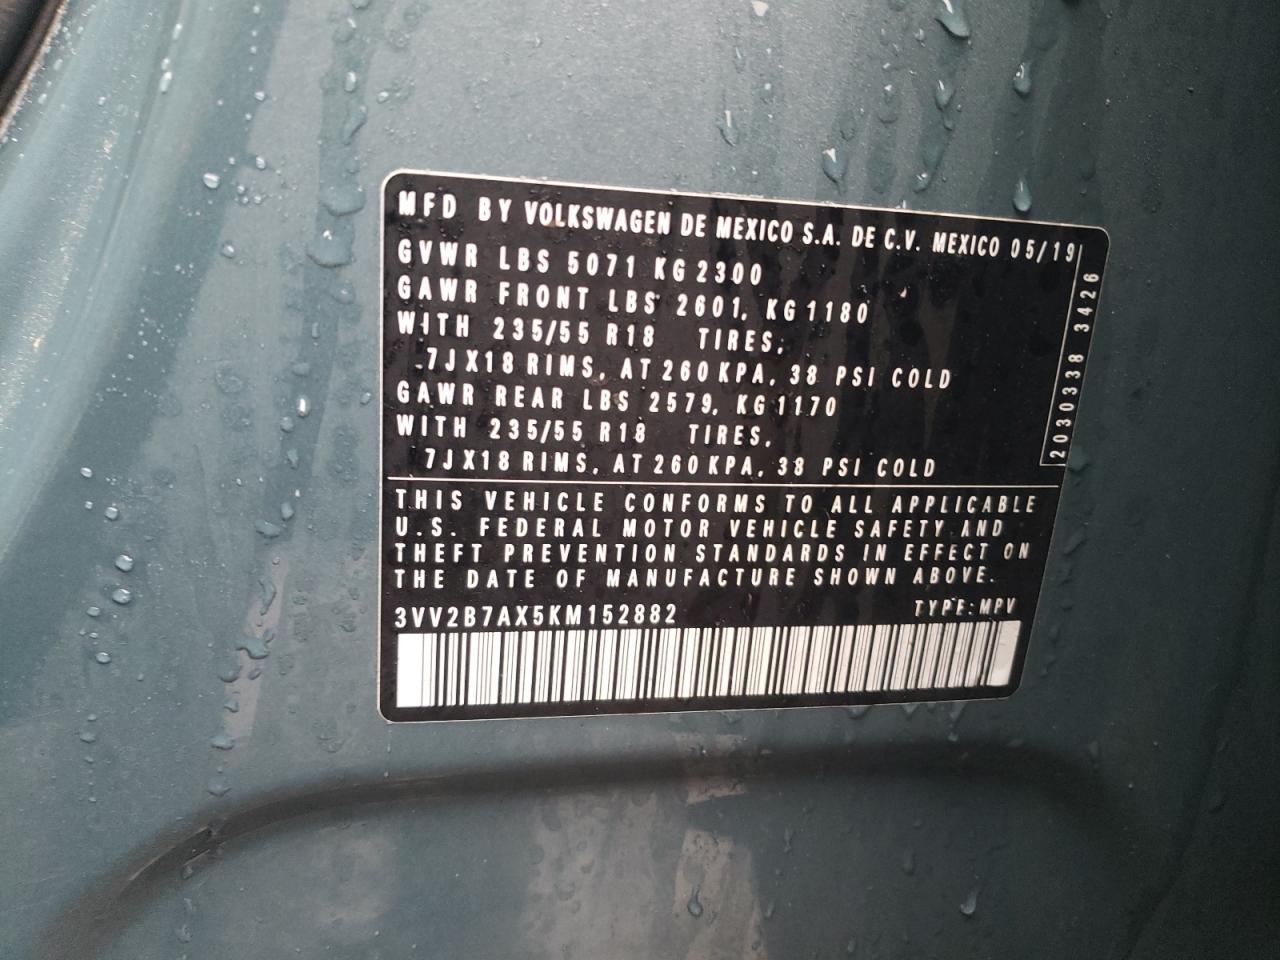 MFD BY VOLKSWAGEN DE MEXICO S.A. DE C.V. MEXICO 05/19
GVWR LBS 5071 KG 2300
GAWR FRONT LBS 2601, KG 1180
WITH 235/55 R18 TIRES,
7JX18 RIMS, AT 260 KPA, 38 PSI COLD
GAWR REAR LBS 2579, KG 1170
WITH 235/55 R18 TIRES,
7JX18 RIMS, AT 260 KPA, 38 PSI COLD
2030338 3426
THIS VEHICLE CONFORMS TO ALL APPLICABLE
U.S. FEDERAL MOTOR VEHICLE SAFETY AND
THEFT PREVENTION STANDARDS IN EFFECT ON
THE DATE OF MANUFACTURE SHOWN ABOVE.
3VV2B7AX5KM152882 TYPE: MPV